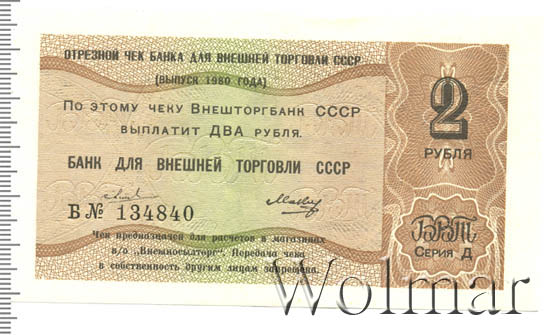 ОТРЕЗНОЙ ЧЕК БАНКА ДЛЯ ВНЕШНЕЙ ТОРГОВЛИ СССР
(ВЫПУСК 1980 ГОДА)
ПО ЭТОМУ ЧЕКУ ВНЕШТОРГБАНК СССР
ВЫПЛАТИТ ДВА РУБЛЯ.
БАНК ДЛЯ ВНЕШНЕЙ ТОРГОВЛИ СССР
Б № 134840
Чек предназначен для расчетов в магазинах
в/о „Внешпосылторг". Передача чека
в собственность другим лицам запрещена.
2
РУБЛЯ
ВВТ
СЕРИЯ Д
Wolmar